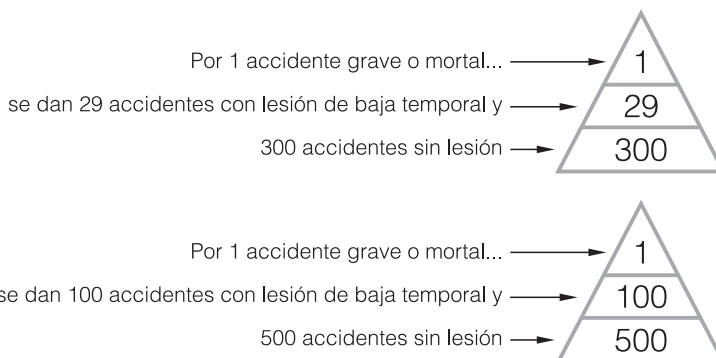 Por 1 accidente grave o mortal... 1
se dan 29 accidentes con lesión de baja temporal y 29
300 accidentes sin lesión 300
Por 1 accidente grave o mortal... 1
se dan 100 accidentes con lesión de baja temporal y 100
500 accidentes sin lesión 500